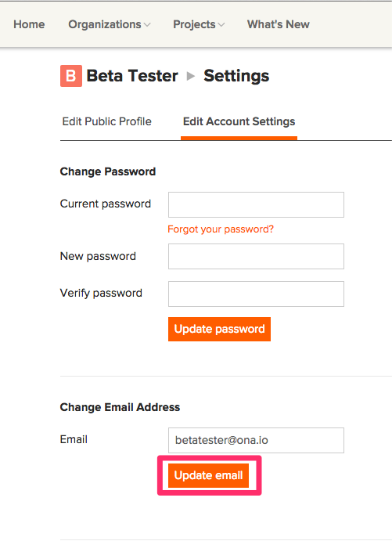 Home Organizations Projects What's New
B Beta Tester ▸ Settings
Edit Public Profile Edit Account Settings
Change Password
Current password
Forgot your password?
New password
Verify password
Update password
Change Email Address
Email betatester@ona.io
Update email